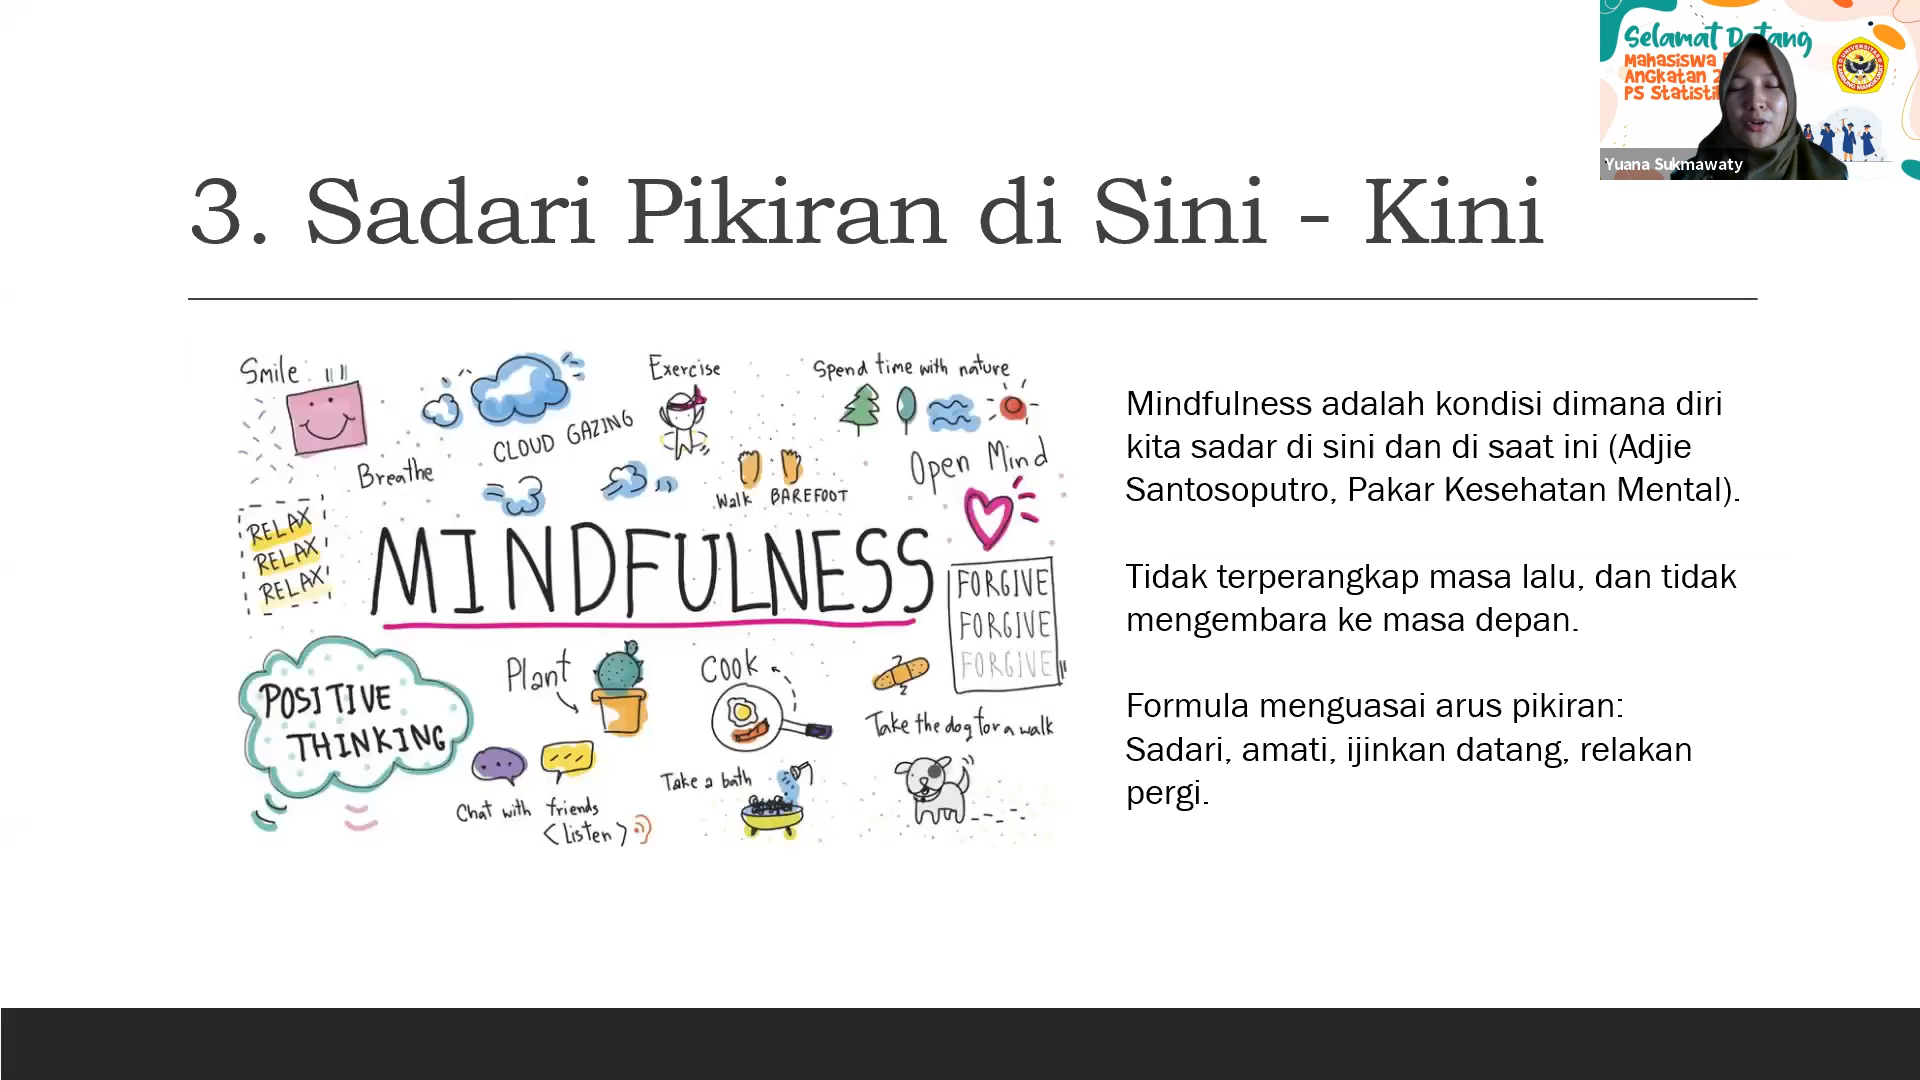 Selamat Datang
Mahasiswa
Angkatan
PS
Yuana Sukmawaty
3. Sadari Pikiran di Sini - Kini
Smile
Exercise
Spend time with nature
CLOUD GAZING
Breathe
Open Mind
Walk BAREFOOT
RELAX
RELAX
RELAX
MINDFULNESS
FORGIVE
FORGIVE
FORGIVE
POSITIVE
THINKING
Plant
COOK
Take the dog for a walk
Take a bath
Chat with friends
<listen>
Mindfulness adalah kondisi dimana diri
kita sadar di sini dan di saat ini (Adjie
Santosoputro, Pakar Kesehatan Mental).
Tidak terperangkap masa lalu, dan tidak
mengembara ke masa depan.
Formula menguasai arus pikiran:
Sadari, amati, ijinkan datang, relakan
pergi.